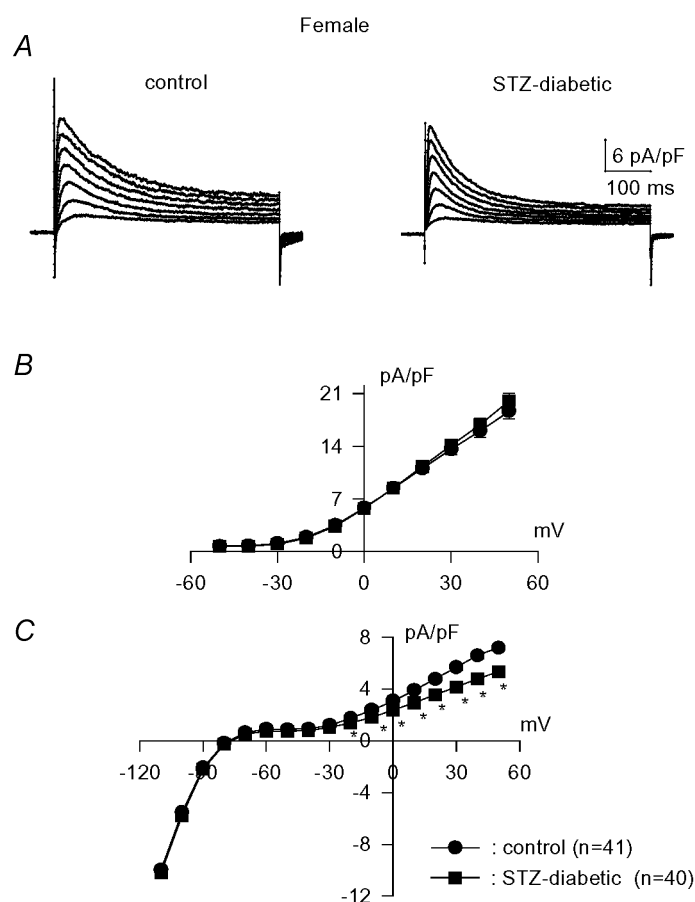 Female
A
control
STZ-diabetic
6 pA/pF
100 ms
B
pA/pF
21
14
7
mV
0
-60 -30 0 30 60
C
8 pA/pF
4
mV
0
-120 -90 -60 -30 0 30 60
* * * * * * * *
-4
-8
: control (n=41)
: STZ-diabetic (n=40)
-12